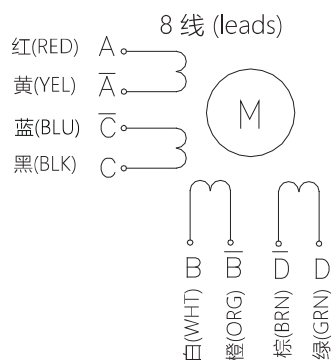 8 线 (leads)
红(RED) A
黄(YEL) A̅
蓝(BLU) C̅
黑(BLK) C
M
B B̅ D̅ D
白(WHT) 橙(ORG) 棕(BRN) 绿(GRN)